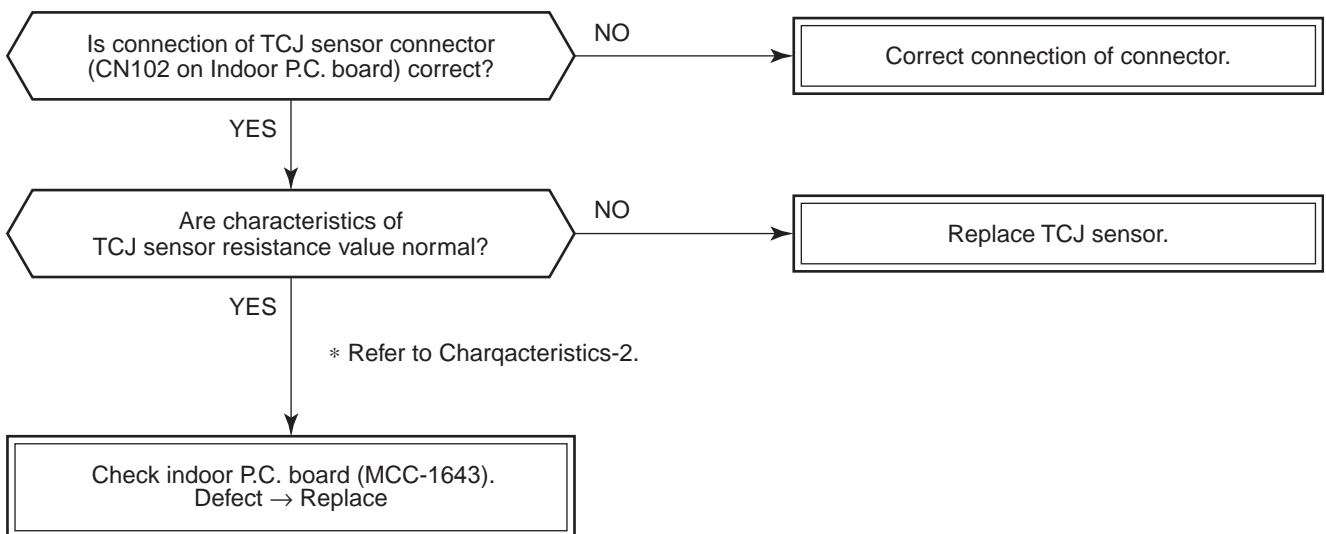 Is connection of TCJ sensor connector
(CN102 on Indoor P.C. board) correct?
NO
Correct connection of connector.
YES
Are characteristics of
TCJ sensor resistance value normal?
NO
Replace TCJ sensor.
YES
* Refer to Charqacteristics-2.
Check indoor P.C. board (MCC-1643).
Defect → Replace